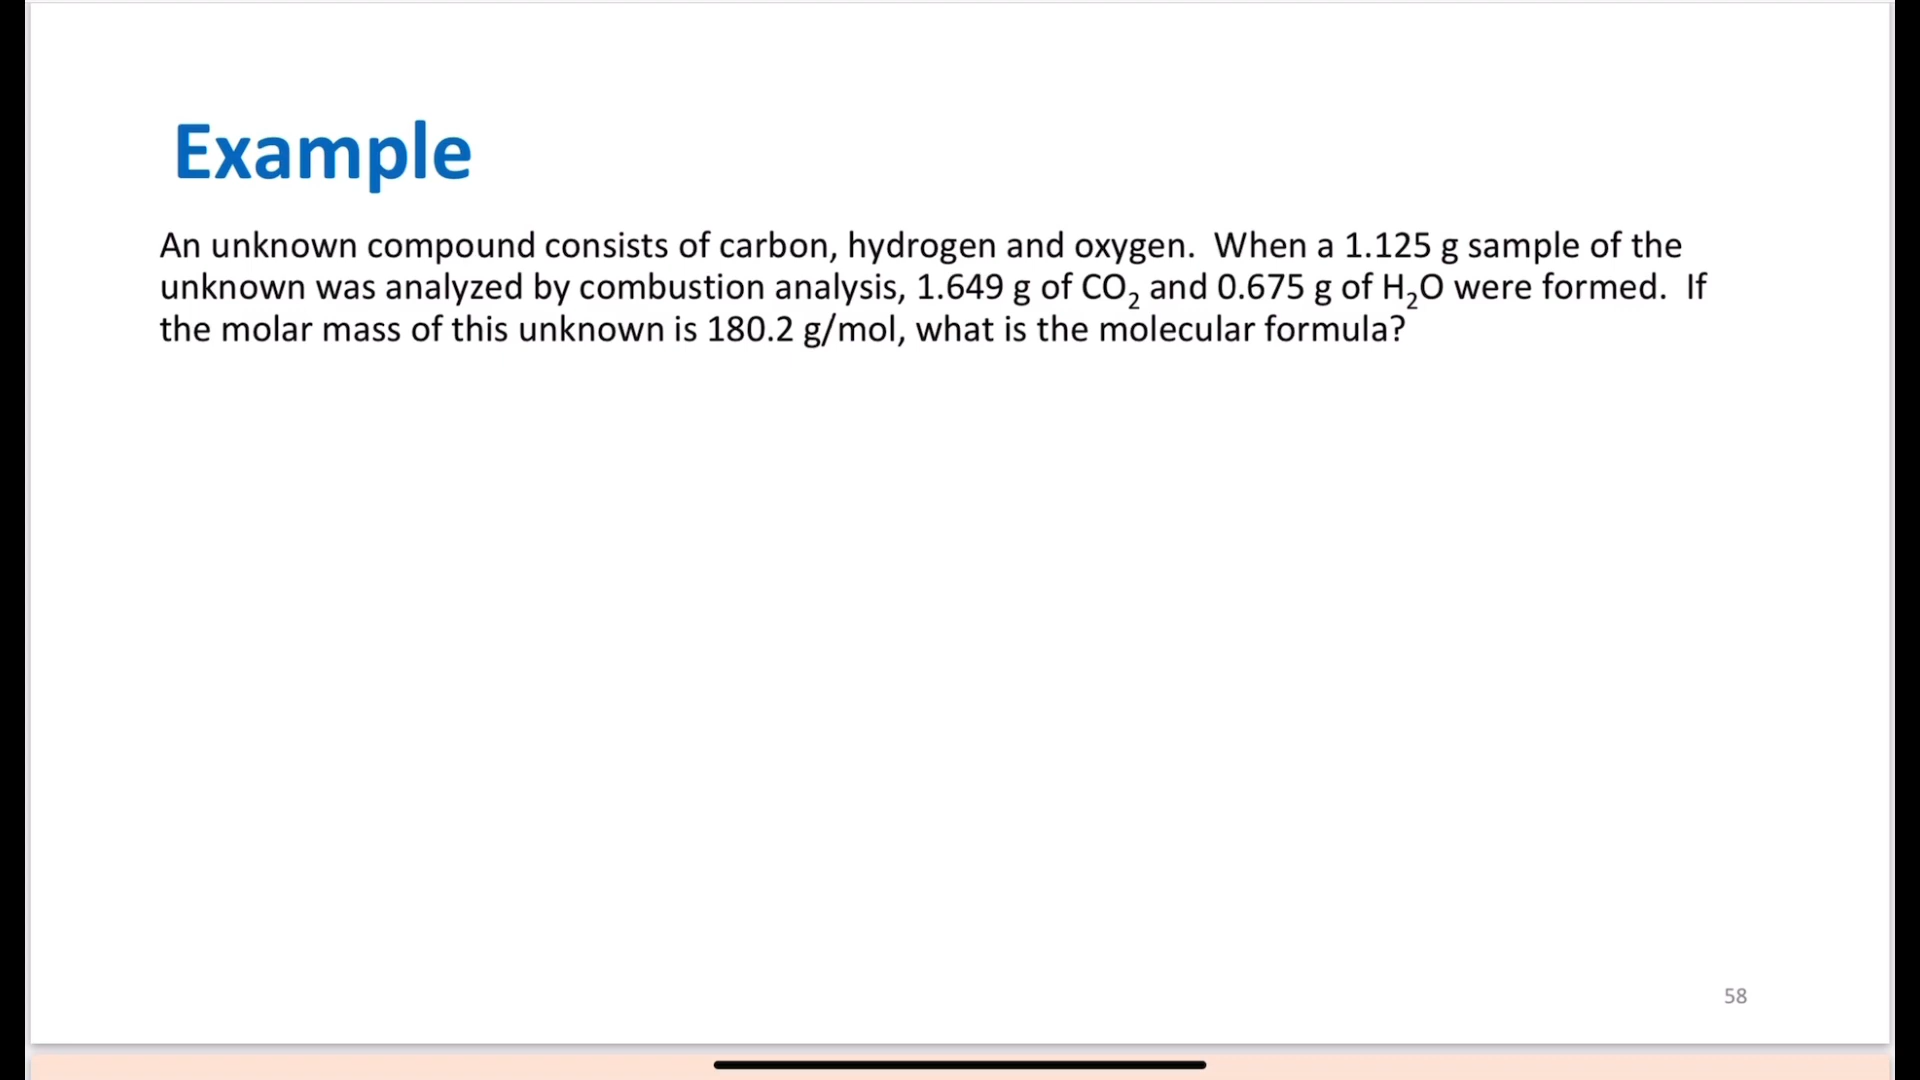 Example
An unknown compound consists of carbon, hydrogen and oxygen.  When a 1.125 g sample of the
unknown was analyzed by combustion analysis, 1.649 g of CO₂ and 0.675 g of H₂O were formed.  If
the molar mass of this unknown is 180.2 g/mol, what is the molecular formula?
58